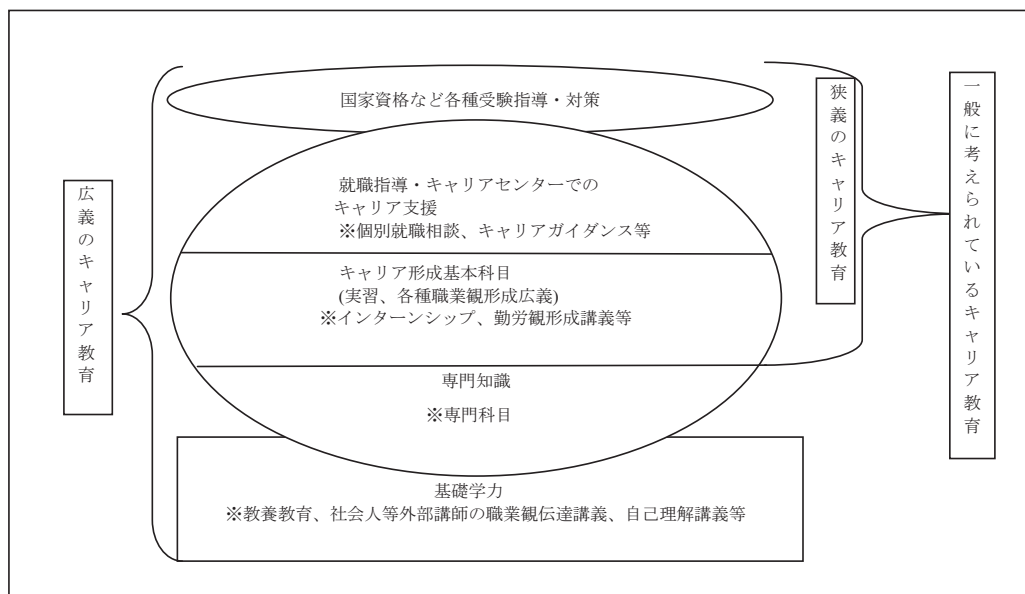 国家資格など各種受験指導・対策
就職指導・キャリアセンターでの
キャリア支援
※個別就職相談、キャリアガイダンス等
キャリア形成基本科目
(実習、各種職業観形成広義)
※インターンシップ、勤労観形成講義等
専門知識
※専門科目
基礎学力
※教養教育、社会人等外部講師の職業観伝達講義、自己理解講義等
広義のキャリア教育
狭義のキャリア教育
一般に考えられているキャリア教育